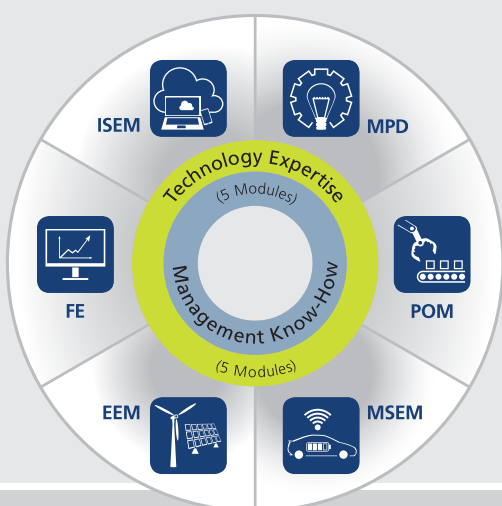 ISEM
MPD
Technology Expertise
(5 Modules)
FE
POM
Management Know-How
(5 Modules)
EEM
MSEM